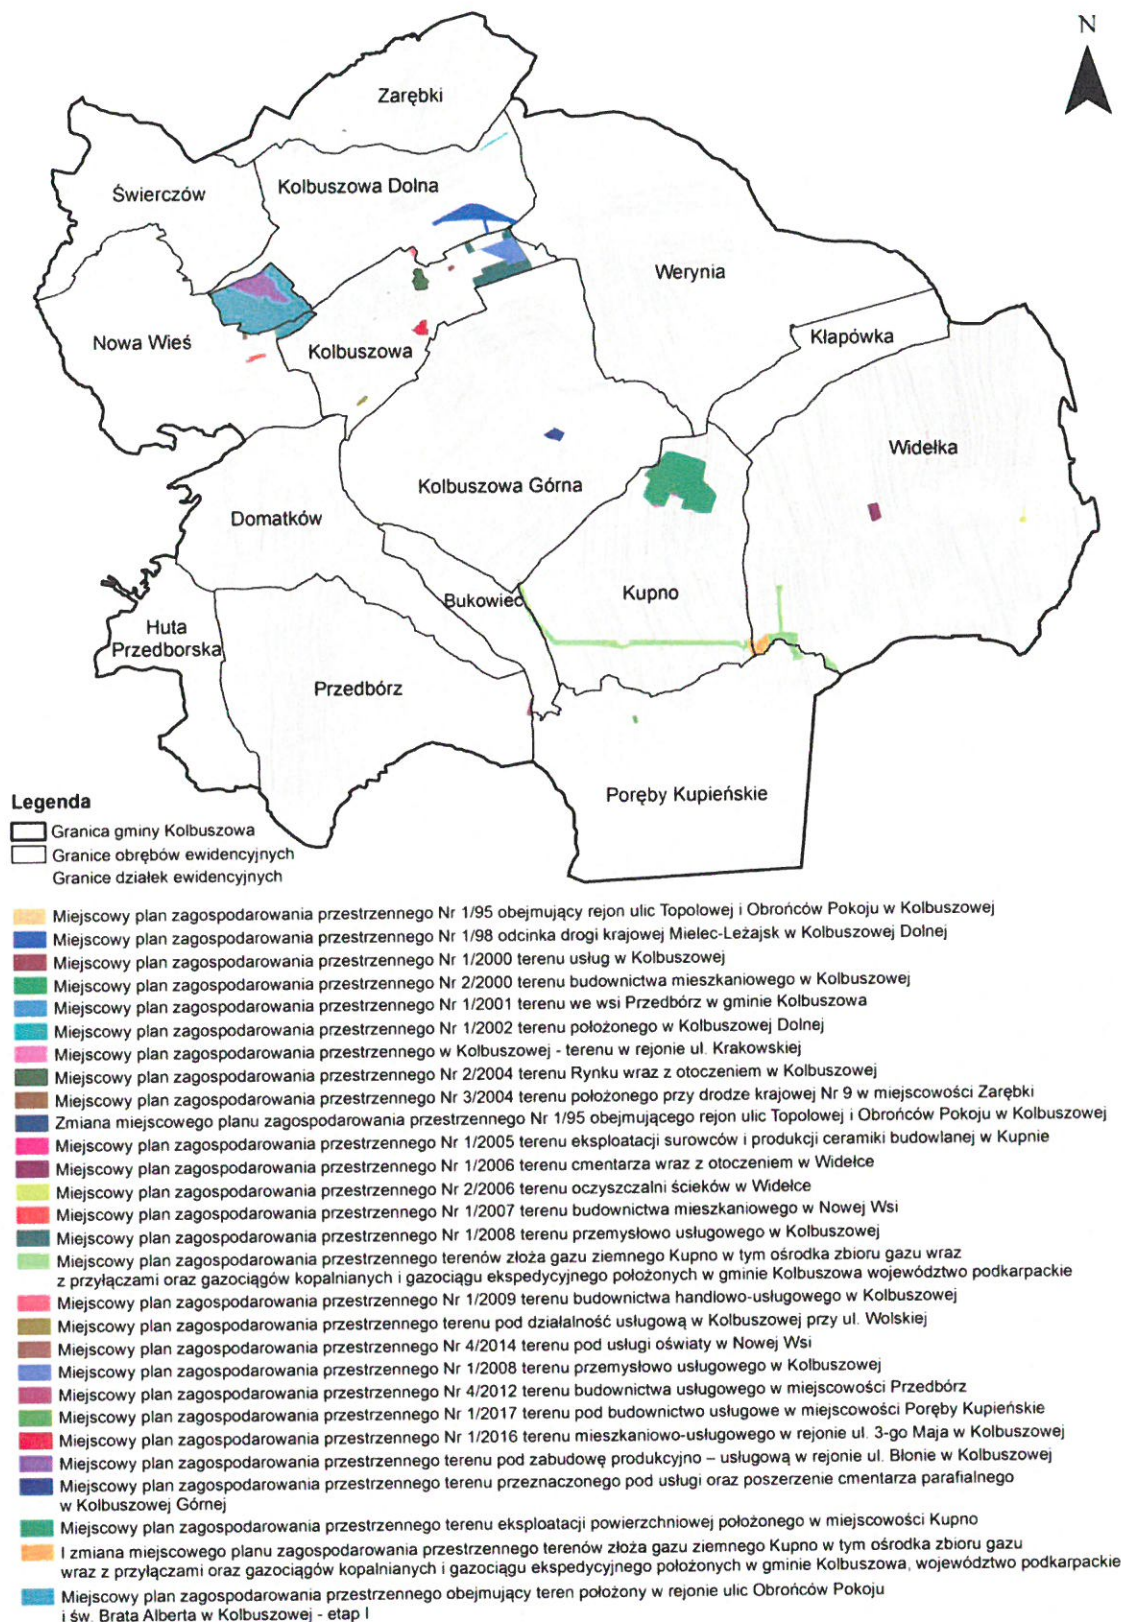 N
Zarębki
Świerczów
Kolbuszowa Dolna
Werynia
Nowa Wieś
Kolbuszowa
Kłapówka
Widełka
Kolbuszowa Górna
Domatków
Bukowiec
Kupno
Huta
Przedborska
Przedbórz
Poręby Kupieńskie
Legenda
Granica gminy Kolbuszowa
Granice obrębów ewidencyjnych
Granice działek ewidencyjnych
Miejscowy plan zagospodarowania przestrzennego Nr 1/95 obejmujący rejon ulic Topolowej i Obrońców Pokoju w Kolbuszowej
Miejscowy plan zagospodarowania przestrzennego Nr 1/98 odcinka drogi krajowej Mielec-Leżajsk w Kolbuszowej Dolnej
Miejscowy plan zagospodarowania przestrzennego Nr 1/2000 terenu usług w Kolbuszowej
Miejscowy plan zagospodarowania przestrzennego Nr 2/2000 terenu budownictwa mieszkaniowego w Kolbuszowej
Miejscowy plan zagospodarowania przestrzennego Nr 1/2001 terenu we wsi Przedbórz w gminie Kolbuszowa
Miejscowy plan zagospodarowania przestrzennego Nr 1/2002 terenu położonego w Kolbuszowej Dolnej
Miejscowy plan zagospodarowania przestrzennego w Kolbuszowej - terenu w rejonie ul. Krakowskiej
Miejscowy plan zagospodarowania przestrzennego Nr 2/2004 terenu Rynku wraz z otoczeniem w Kolbuszowej
Miejscowy plan zagospodarowania przestrzennego Nr 3/2004 terenu położonego przy drodze krajowej Nr 9 w miejscowości Zarębki
Zmiana miejscowego planu zagospodarowania przestrzennego Nr 1/95 obejmującego rejon ulic Topolowej i Obrońców Pokoju w Kolbuszowej
Miejscowy plan zagospodarowania przestrzennego Nr 1/2005 terenu eksploatacji surowców i produkcji ceramiki budowlanej w Kupnie
Miejscowy plan zagospodarowania przestrzennego Nr 1/2006 terenu cmentarza wraz z otoczeniem w Widełce
Miejscowy plan zagospodarowania przestrzennego Nr 2/2006 terenu oczyszczalni ścieków w Widełce
Miejscowy plan zagospodarowania przestrzennego Nr 1/2007 terenu budownictwa mieszkaniowego w Nowej Wsi
Miejscowy plan zagospodarowania przestrzennego Nr 1/2008 terenu przemysłowo usługowego w Kolbuszowej
Miejscowy plan zagospodarowania przestrzennego terenów złoża gazu ziemnego Kupno w tym ośrodka zbioru gazu wraz
z przyłączami oraz gazociągów kopalnianych i gazociągu ekspedycyjnego położonych w gminie Kolbuszowa województwo podkarpackie
Miejscowy plan zagospodarowania przestrzennego Nr 1/2009 terenu budownictwa handlowo-usługowego w Kolbuszowej
Miejscowy plan zagospodarowania przestrzennego terenu pod działalność usługową w Kolbuszowej przy ul. Wolskiej
Miejscowy plan zagospodarowania przestrzennego Nr 4/2014 terenu pod usługi oświaty w Nowej Wsi
Miejscowy plan zagospodarowania przestrzennego Nr 1/2008 terenu przemysłowo usługowego w Kolbuszowej
Miejscowy plan zagospodarowania przestrzennego Nr 4/2012 terenu budownictwa usługowego w miejscowości Przedbórz
Miejscowy plan zagospodarowania przestrzennego Nr 1/2017 terenu pod budownictwo usługowe w miejscowości Poręby Kupieńskie
Miejscowy plan zagospodarowania przestrzennego Nr 1/2016 terenu mieszkaniowo-usługowego w rejonie ul. 3-go Maja w Kolbuszowej
Miejscowy plan zagospodarowania przestrzennego terenu pod zabudowę produkcyjno – usługową w rejonie ul. Błonie w Kolbuszowej
Miejscowy plan zagospodarowania przestrzennego terenu przeznaczonego pod usługi oraz poszerzenie cmentarza parafialnego
w Kolbuszowej Górnej
Miejscowy plan zagospodarowania przestrzennego terenu eksploatacji powierzchniowej położonego w miejscowości Kupno
I zmiana miejscowego planu zagospodarowania przestrzennego terenów złoża gazu ziemnego Kupno w tym ośrodka zbioru gazu
wraz z przyłączami oraz gazociągów kopalnianych i gazociągu ekspedycyjnego położonych w gminie Kolbuszowa, województwo podkarpackie
Miejscowy plan zagospodarowania przestrzennego obejmujący teren położony w rejonie ulic Obrońców Pokoju
i św. Brata Alberta w Kolbuszowej - etap I